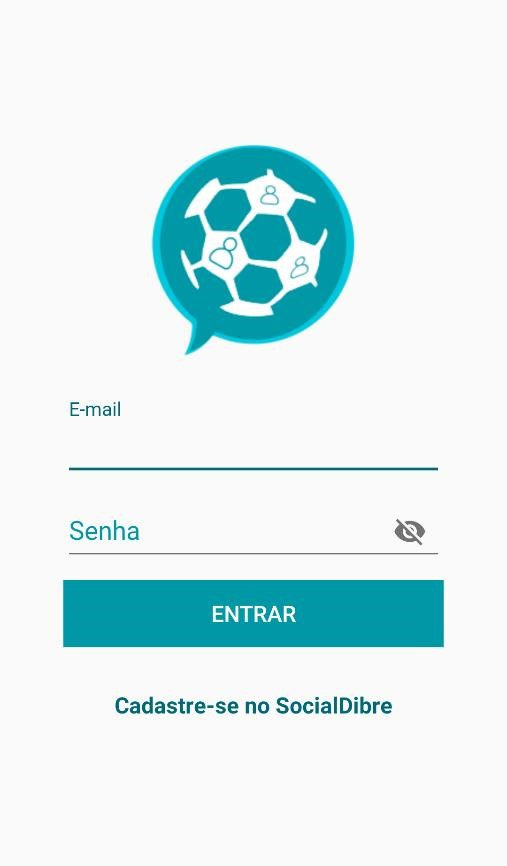 E-mail
Senha
ENTRAR
Cadastre-se no SocialDibre